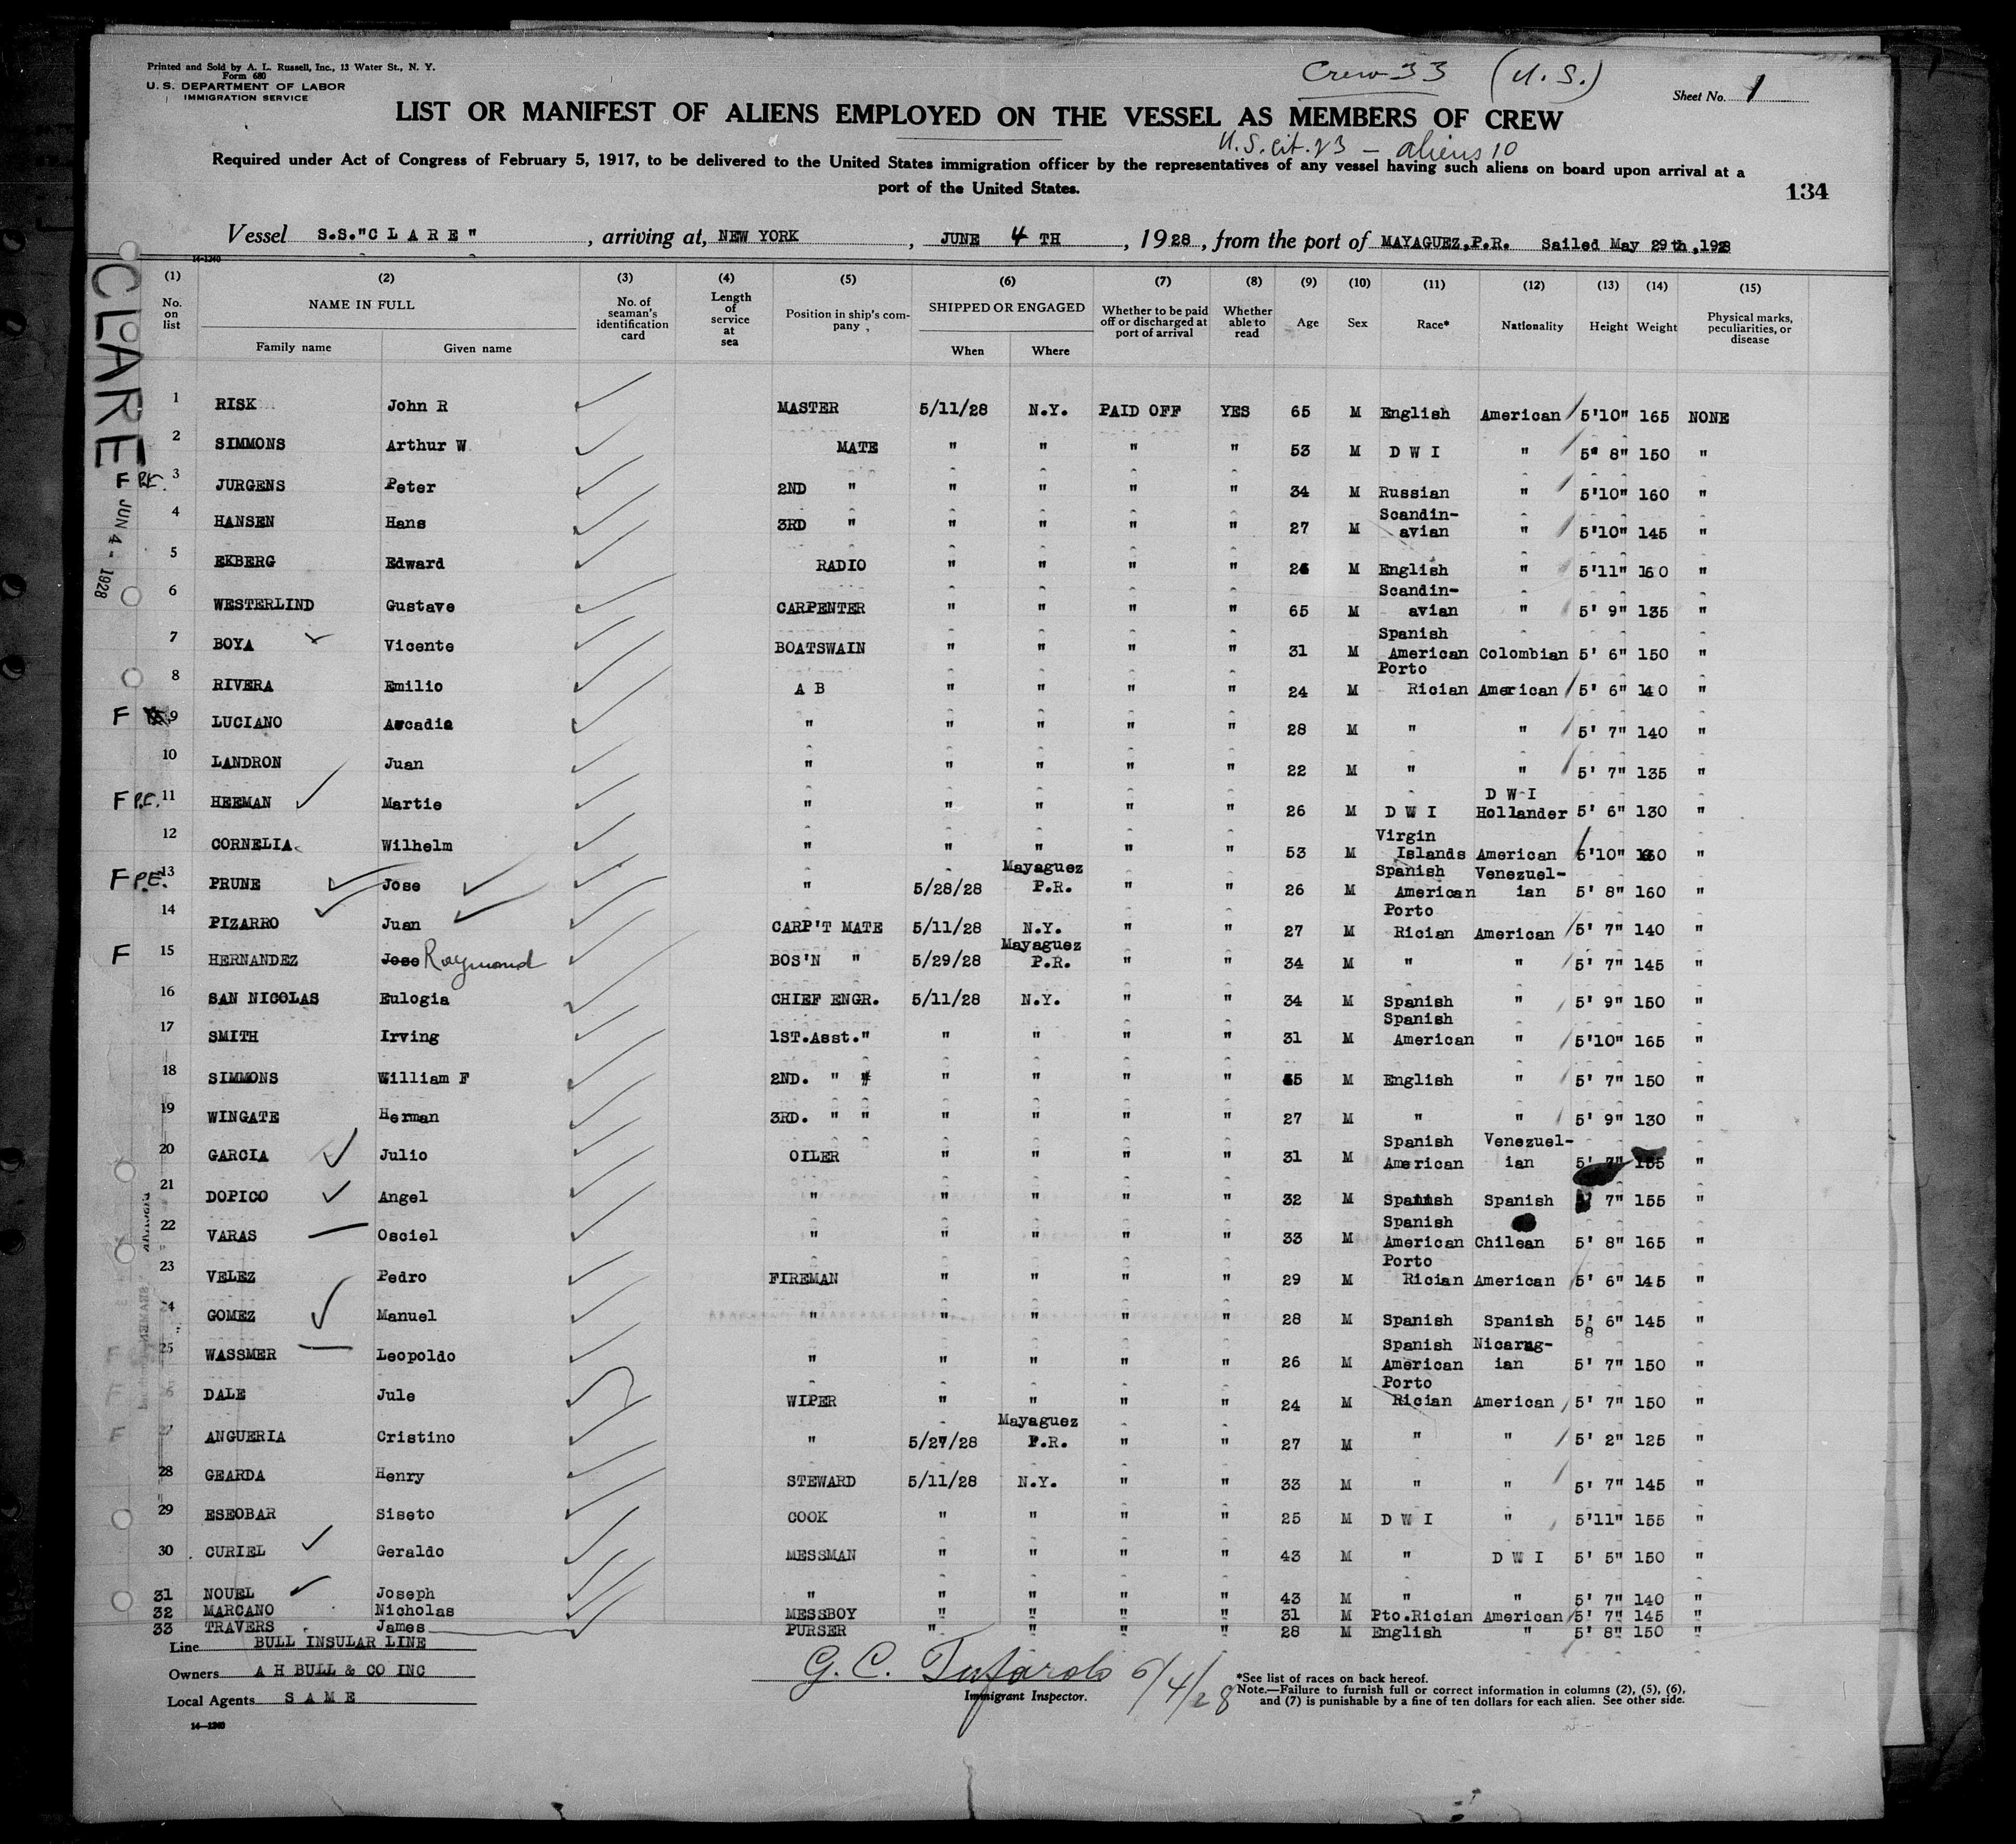 Printed and Sold by A. L. Russell, Inc., 13 Water St., N. Y.
Form 680
U. S. DEPARTMENT OF LABOR
IMMIGRATION SERVICE
Crew 33 (U.S.)
Sheet No. 1
LIST OR MANIFEST OF ALIENS EMPLOYED ON THE VESSEL AS MEMBERS OF CREW
U.S. cit. 23 — aliens 10
Required under Act of Congress of February 5, 1917, to be delivered to the United States immigration officer by the representatives of any vessel having such aliens on board upon arrival at a
port of the United States.
134
Vessel S.S."C L A R E", arriving at, NEW YORK, JUNE 4 TH, 1928, from the port of MAYAGUEZ,P.R. Sailed May 29th,1928
14-1240
CLARE
JUN 4 - 1928
(1) (2) (3) (4) (5) (6) (7) (8) (9) (10) (11) (12) (13) (14) (15)
No. on list
NAME IN FULL
Family name
Given name
No. of seaman's identification card
Length of service at sea
Position in ship's company
SHIPPED OR ENGAGED
When
Where
Whether to be paid off or discharged at port of arrival
Whether able to read
Age
Sex
Race*
Nationality
Height
Weight
Physical marks, peculiarities, or disease
1 RISK John R MASTER 5/11/28 N.Y. PAID OFF YES 65 M English American 5'10" 165 NONE
2 SIMMONS Arthur W MATE " " " " 53 M D W I " 5' 8" 150 "
F P.E. 3 JURGENS Peter 2ND " " " " " 34 M Russian " 5'10" 160 "
4 HANSEN Hans 3RD " " " " " 27 M Scandin-avian " 5'10" 145 "
5 EKBERG Edward RADIO " " " " 26 M English " 5'11" 160 "
6 WESTERLIND Gustave CARPENTER " " " " 65 M Scandin-avian " 5' 9" 135 "
7 BOYA Vicente BOATSWAIN " " " " 31 M Spanish American Colombian 5' 6" 150 "
8 RIVERA Emilio A B " " " " 24 M Porto Rician American 5' 6" 140 "
F 9 LUCIANO Arcadia " " " " " 28 M " " 5' 7" 140 "
10 LANDRON Juan " " " " " 22 M " " 5' 7" 135 "
F P.E. 11 HEEMAN Martie " " " " " 26 M D W I D W I Hollander 5' 6" 130 "
12 CORNELIA Wilhelm " " " " " 53 M Virgin Islands American 5'10" 160 "
F P.E. 13 PRUNE Jose " 5/28/28 Mayaguez P.R. " " 26 M Spanish American Venezuel-ian 5' 8" 160 "
14 PIZARRO Juan CARP'T MATE 5/11/28 N.Y. " " 27 M Porto Rician American 5' 7" 140 "
F 15 HERNANDEZ Jose Raymond BOS'N " 5/29/28 Mayaguez P.R. " " 34 M " " 5' 7" 145 "
16 SAN NICOLAS Eulogia CHIEF ENGR. 5/11/28 N.Y. " " 34 M Spanish " 5' 9" 150 "
17 SMITH Irving 1ST.Asst." " " " " 31 M Spanish American " 5'10" 165 "
18 SIMMONS William F 2ND. " " " " " " M English " 5' 7" 150 "
19 WINGATE Herman 3RD. " " " " " " 27 M " " 5' 9" 130 "
20 GARCIA Julio OILER " " " " 31 M Spanish American Venezuel-ian 5' 7" "
21 DOPICO Angel " " " " " 32 M Spanish Spanish 7" 155 "
22 VARAS Osciel " " " " " 33 M Spanish American Chilean 5' 8" 165 "
23 VELEZ Pedro FIREMAN " " " " 29 M Porto Rician American 5' 6" 145 "
24 GOMEZ Manuel " " " " " 28 M Spanish Spanish 5' 6" 145 "
8
25 WASSMER Leopoldo " " " " " 26 M Spanish American Nicarag-ian 5' 7" 150 "
F 26 DALE Jule WIPER " " " " 24 M Porto Rician American 5' 7" 150 "
F 27 ANGUERIA Cristino " 5/27/28 Mayaguez P.R. " " 27 M " " 5' 2" 125 "
28 GEARDA Henry STEWARD 5/11/28 N.Y. " " 33 M " " 5' 7" 145 "
29 ESEOBAR Siseto COOK " " " " 25 M D W I " 5'11" 155 "
30 CURIEL Geraldo MESSMAN " " " " 43 M " D W I 5' 5" 150 "
31 NOUEL Joseph " " " " " 43 M " " 5' 7" 140 "
32 MARCANO Nicholas MESSBOY " " " " 31 M Pto.Rician American 5' 7" 145 "
33 TRAVERS James PURSER " " " " 28 M English " 5' 8" 150 "
Line BULL INSULAR LINE
Owners A H BULL & CO INC
Local Agents S A M E
14—1240
G. C. Tufarolo 6/4/28
Immigrant Inspector.
*See list of races on back hereof.
Note.—Failure to furnish full or correct information in columns (2), (5), (6),
and (7) is punishable by a fine of ten dollars for each alien. See other side.